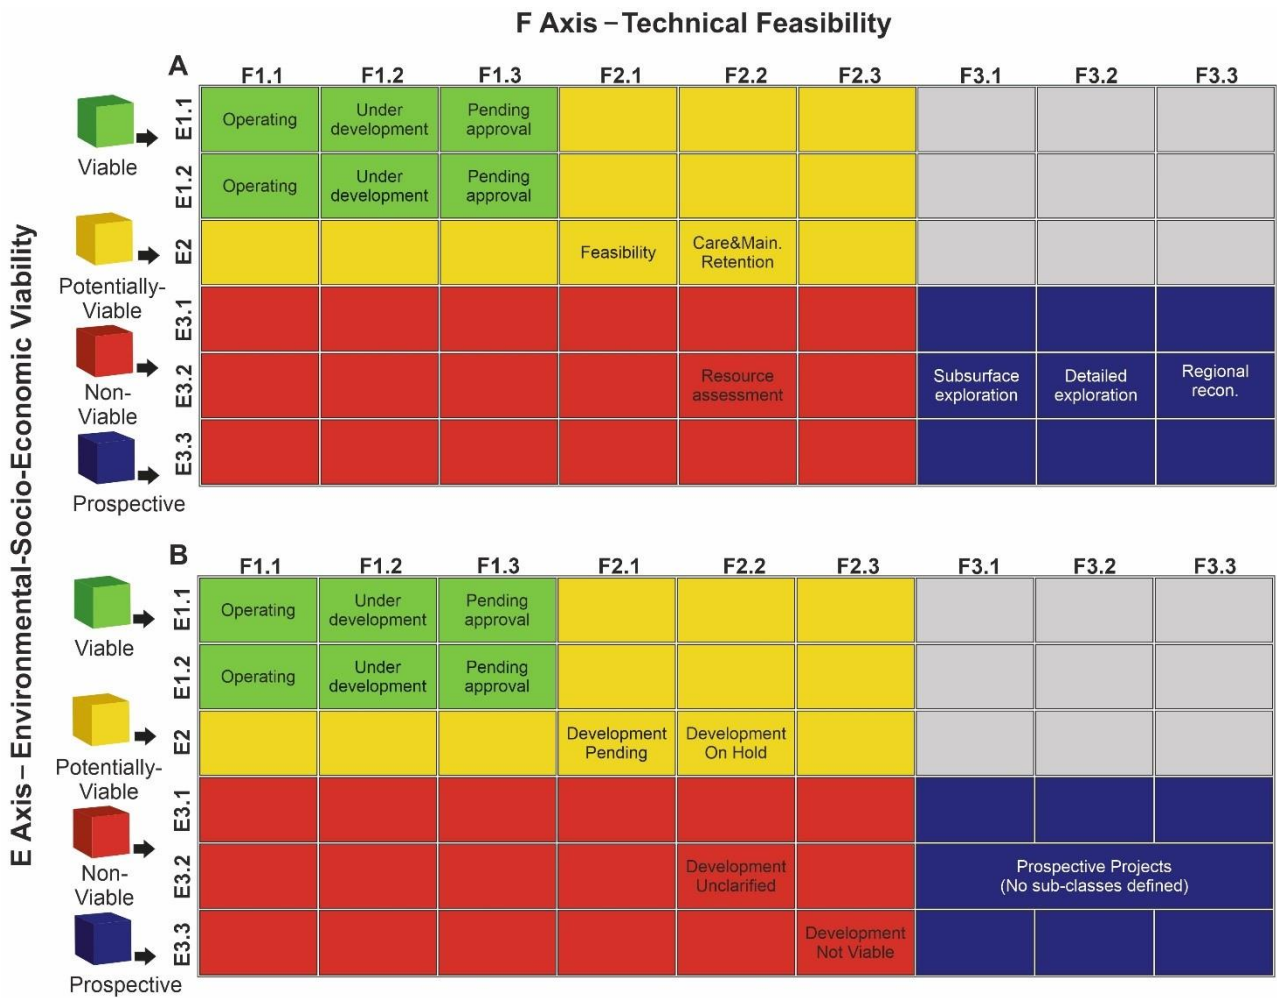 F Axis – Technical Feasibility
A
F1.1 F1.2 F1.3 F2.1 F2.2 F2.3 F3.1 F3.2 F3.3
E Axis – Environmental-Socio-Economic Viability
Viable
E1.1
Operating
Under
development
Pending
approval
E1.2
Operating
Under
development
Pending
approval
Potentially-
Viable
E2
Feasibility
Care&Main.
Retention
E3.1
Non-
Viable
E3.2
Resource
assessment
Subsurface
exploration
Detailed
exploration
Regional
recon.
Prospective
E3.3
B
F1.1 F1.2 F1.3 F2.1 F2.2 F2.3 F3.1 F3.2 F3.3
Viable
E1.1
Operating
Under
development
Pending
approval
E1.2
Operating
Under
development
Pending
approval
Potentially-
Viable
E2
Development
Pending
Development
On Hold
E3.1
Non-
Viable
E3.2
Development
Unclarified
Prospective Projects
(No sub-classes defined)
Prospective
E3.3
Development
Not Viable